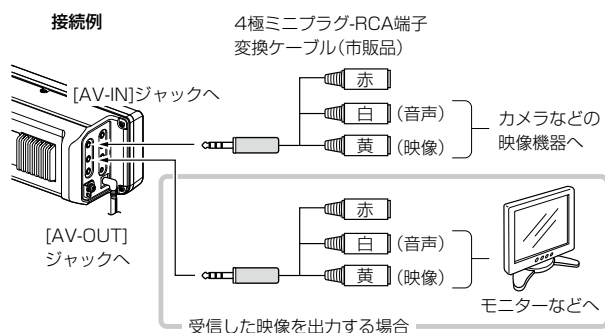 接続例
4極ミニプラグ-RCA端子
変換ケーブル(市販品)
[AV-IN]ジャックへ
赤
白 (音声)
黄 (映像)
カメラなどの
映像機器へ
[AV-OUT]
ジャックへ
赤
白 (音声)
黄 (映像)
モニターなどへ
受信した映像を出力する場合